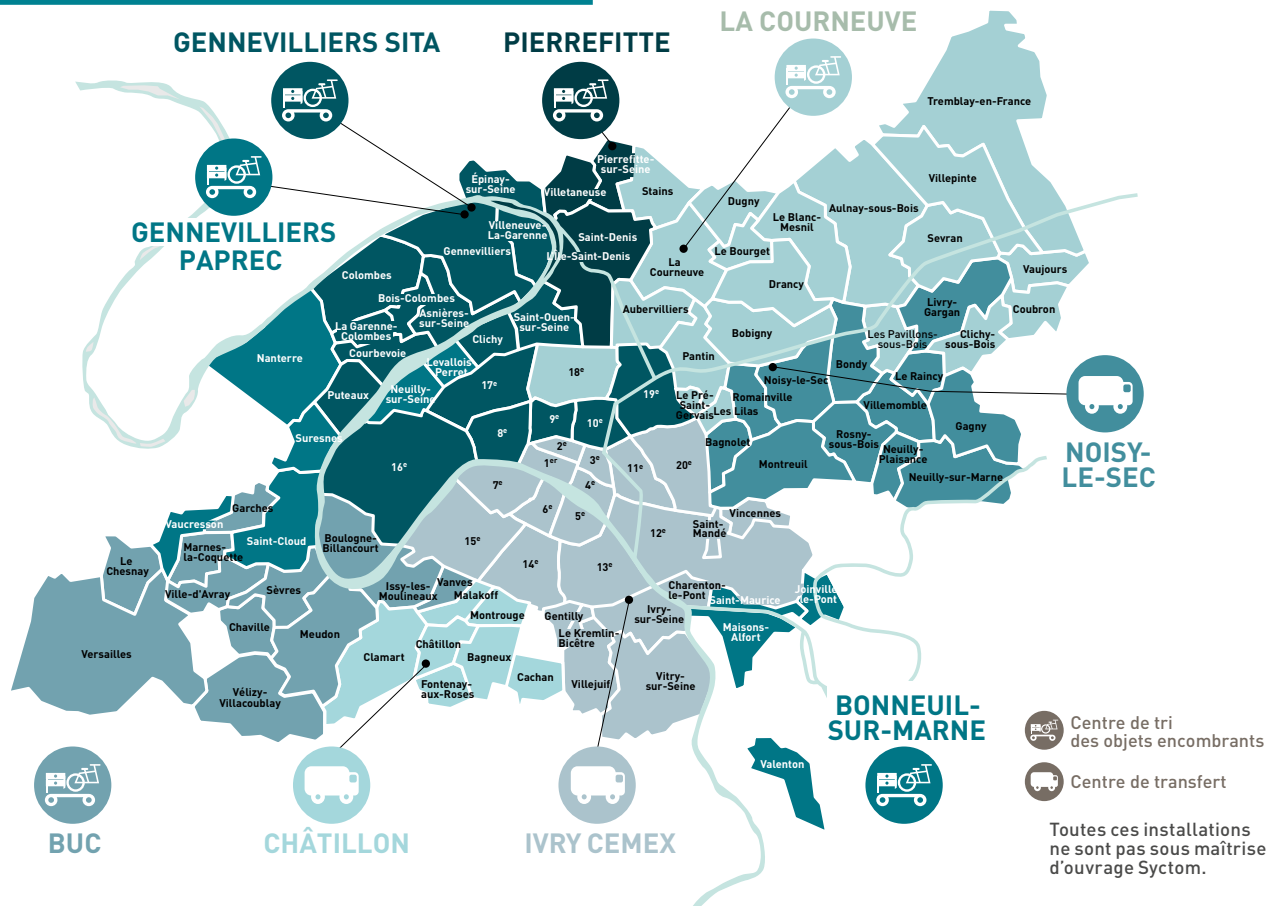 LA COURNEUVE
GENNEVILLIERS SITA
PIERREFITTE
Tremblay-en-France
GENNEVILLIERS
PAPREC
Épinay-
sur-Seine
Pierrefitte-
sur-Seine
Villetaneuse
Stains
Dugny
Villepinte
Le Blanc-
Mesnil
Aulnay-sous-Bois
Sevran
Villeneuve-
La-Garenne
Saint-Denis
Gennevilliers
L'Île-Saint-Denis
La
Courneuve
Le Bourget
Vaujours
Colombes
Drancy
Bois-Colombes
Asnières-
sur-Seine
Saint-Ouen-
sur-Seine
Aubervilliers
Livry-
Gargan
Coubron
La Garenne-
Colombes
Clichy
Bobigny
Les Pavillons-
sous-Bois
Clichy-
sous-Bois
Nanterre
Courbevoie
Levallois-
Perret
Pantin
Bondy
Le Raincy
Puteaux
Neuilly-
sur-Seine
17e
18e
19e
Le Pré-
Saint-
Gervais
Les Lilas
Romainville
Noisy-le-Sec
Villemomble
Gagny
NOISY-
LE-SEC
Suresnes
8e
9e
10e
Bagnolet
Montreuil
Rosny-
sous-Bois
Neuilly-
Plaisance
Neuilly-sur-Marne
16e
2e
1er
3e
4e
11e
20e
7e
6e
5e
12e
Saint-
Mandé
Vincennes
Garches
Vaucresson
Saint-Cloud
Boulogne-
Billancourt
Marnes-
la-Coquette
Le
Chesnay
Ville-d'Avray
Sèvres
15e
14e
13e
Issy-les-
Moulineaux
Vanves
Malakoff
Montrouge
Charenton-
le-Pont
Saint-Maurice
Joinville-
le-Pont
Maisons-
Alfort
Gentilly
Ivry-
sur-Seine
Le Kremlin-
Bicêtre
Chaville
Meudon
Versailles
Vélizy-
Villacoublay
Clamart
Châtillon
Bagneux
Fontenay-
aux-Roses
Cachan
Villejuif
Vitry-
sur-Seine
BONNEUIL-
SUR-MARNE
Valenton
BUC
CHÂTILLON
IVRY CEMEX
Centre de tri
des objets encombrants
Centre de transfert
Toutes ces installations
ne sont pas sous maîtrise
d'ouvrage Syctom.